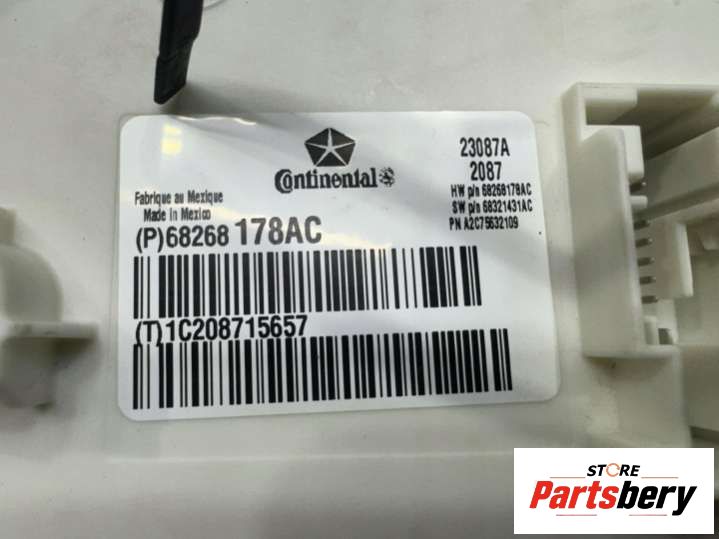 Continental
Fabrique au Mexique
Made in Mexico
23087A
2087
HW p/n 68268178AC
SW p/n 68321431AC
PN A2C75632109
(P)68268 178AC
(T)1C208715657
STORE
Partsbery